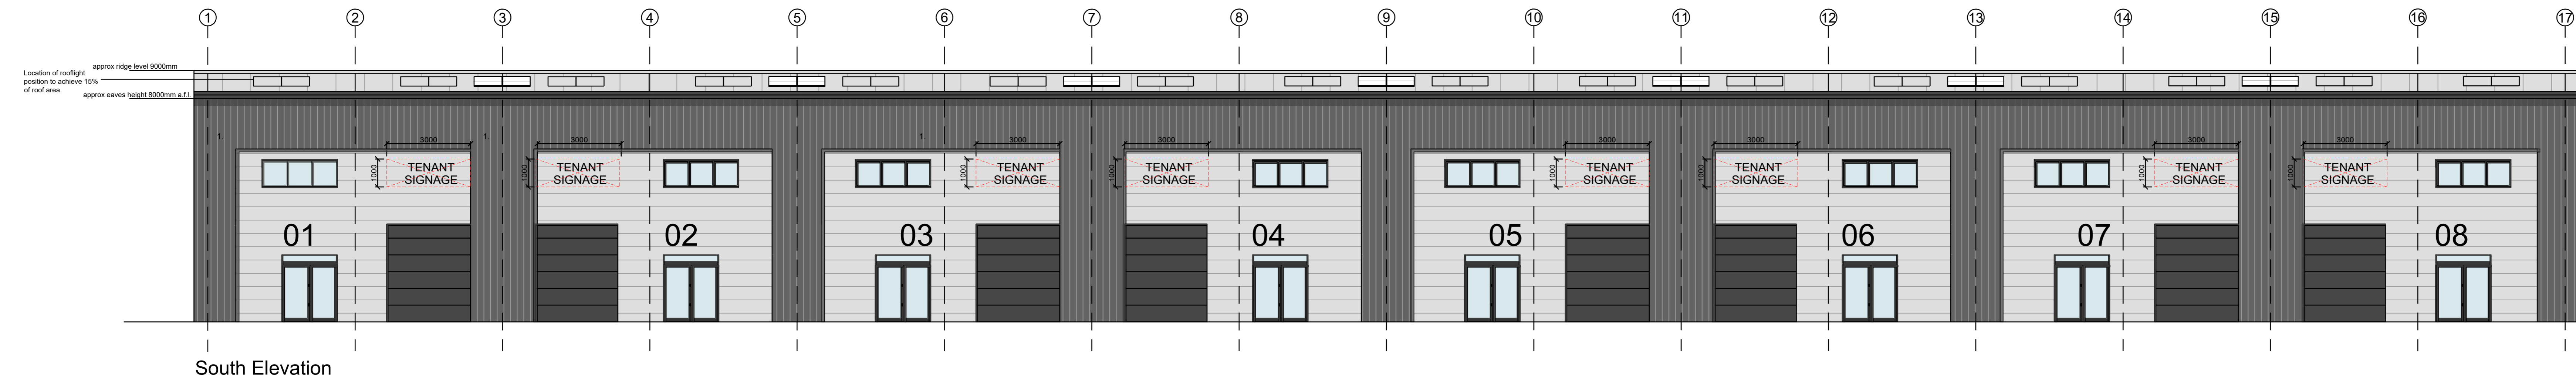 1 2 3 4 5 6 7 8 9 10 11 12 13 14 15 16 17
approx ridge level 9000mm
Location of rooflight
position to achieve 15%
of roof area.
approx eaves height 8000mm a.f.l.
1. 1. 1.
3000 3000 3000 3000 3000 3000 3000 3000
1000 1000 1000 1000 1000 1000 1000 1000
TENANT TENANT TENANT TENANT TENANT TENANT TENANT TENANT
SIGNAGE SIGNAGE SIGNAGE SIGNAGE SIGNAGE SIGNAGE SIGNAGE SIGNAGE
01 02 03 04 05 06 07 08
South Elevation